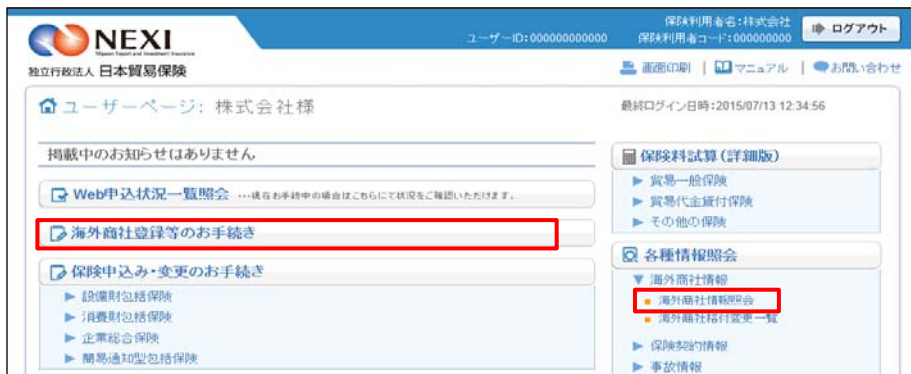 NEXI
Nippon Export and Investment Insurance
独立行政法人 日本貿易保険
ユーザーID:000000000000
保険利用者名:株式会社
保険利用者コード:000000000
ログアウト
画面印刷 | マニュアル | お問い合わせ
ユーザーページ: 株式会社様
最終ログイン日時:2015/07/13 12:34:56
掲載中のお知らせはありません
Web申込状況一覧照会 …現在お手続中の場合はこちらにて状況をご確認いただけます。
海外商社登録等のお手続き
保険申込み・変更のお手続き
設備財包括保険
消費財包括保険
企業総合保険
簡易通知型包括保険
保険料試算(詳細版)
貿易一般保険
貿易代金貸付保険
その他の保険
各種情報照会
海外商社情報
海外商社情報照会
海外商社格付変更一覧
保険契約情報
事故情報